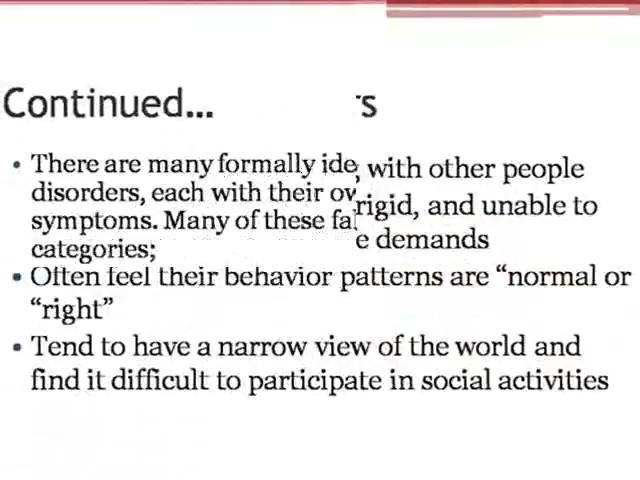 Continued... rs
• There are many formally ide, with other people
disorders, each with their ov
symptoms. Many of these fal rigid, and unable to
categories; e demands
• Often feel their behavior patterns are “normal or
“right”
• Tend to have a narrow view of the world and
find it difficult to participate in social activities